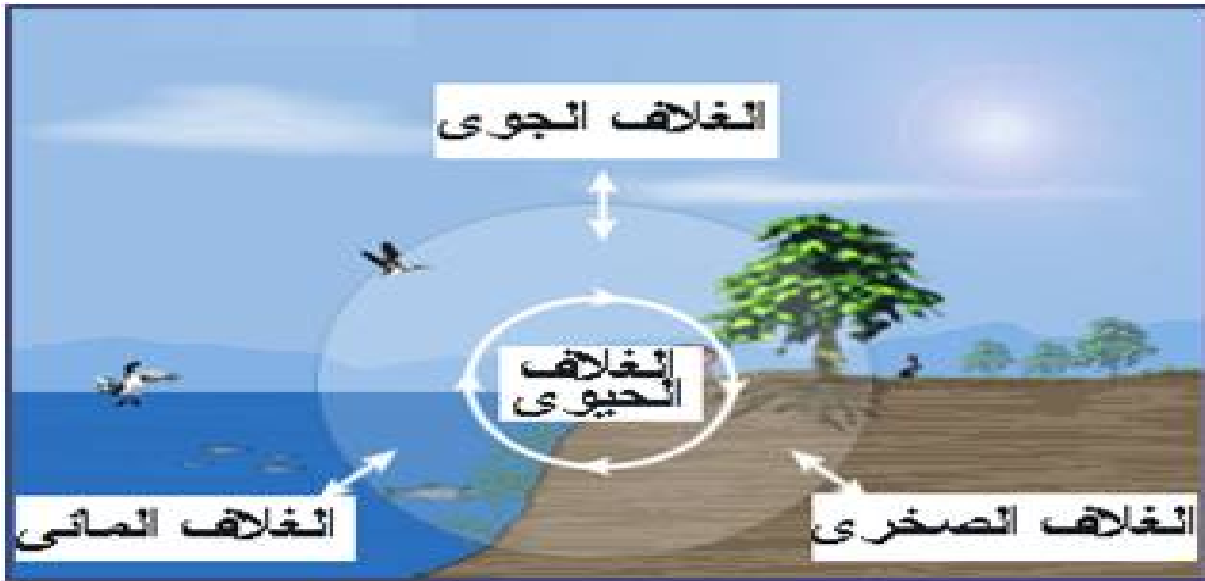 الغلاف الجوى
الغلاف
الحيوى
الغلاف المائى
الغلاف الصخرى